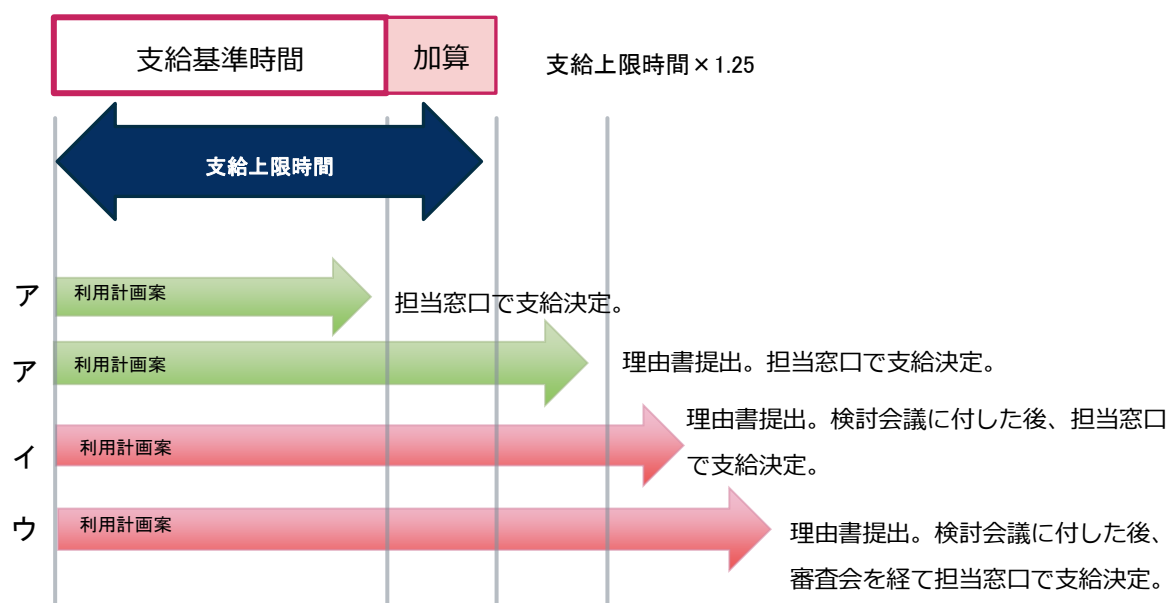 支給基準時間
加算
支給上限時間×1.25
支給上限時間
ア
利用計画案
担当窓口で支給決定。
ア
利用計画案
理由書提出。担当窓口で支給決定。
イ
利用計画案
理由書提出。検討会議に付した後、担当窓口
で支給決定。
ウ
利用計画案
理由書提出。検討会議に付した後、
審査会を経て担当窓口で支給決定。